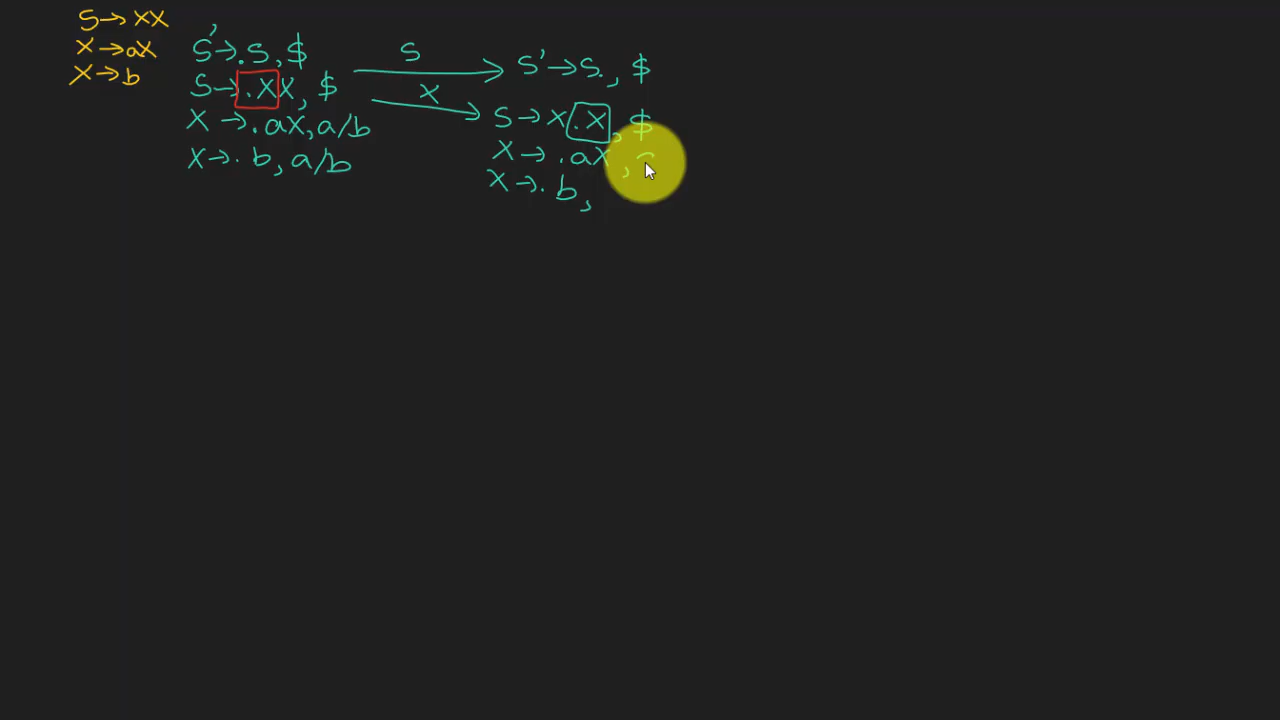 S→XX
X→aX
X→b
S'→.S,$
S→.XX,$
X→.aX,a/b
X→.b,a/b
S
X
S'→S.,$
S→X.X,$
X→.aX,
X→.b,